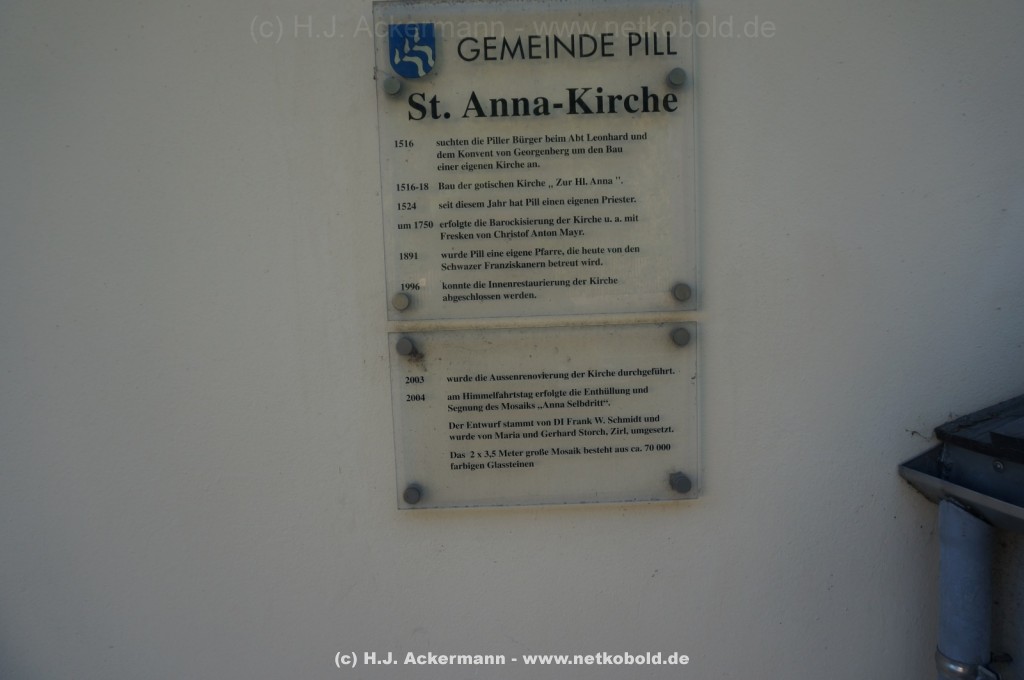 (c) H.J. Ackermann - www.netkobold.de
GEMEINDE PILL
St. Anna-Kirche
1516 suchten die Piller Bürger beim Abt Leonhard und
dem Konvent von Georgenberg um den Bau
einer eigenen Kirche an.
1516-18 Bau der gotischen Kirche „ Zur Hl. Anna ".
1524 seit diesem Jahr hat Pill einen eigenen Priester.
um 1750 erfolgte die Barockisierung der Kirche u. a. mit
Fresken von Christof Anton Mayr.
1891 wurde Pill eine eigene Pfarre, die heute von den
Schwazer Franziskanern betreut wird.
1996 konnte die Innenrestaurierung der Kirche
abgeschlossen werden.
2003 wurde die Aussenrenovierung der Kirche durchgeführt.
2004 am Himmelfahrtstag erfolgte die Enthüllung und
Segnung des Mosaiks „Anna Selbdritt“.
Der Entwurf stammt von DI Frank W. Schmidt und
wurde von Maria und Gerhard Storch, Zirl, umgesetzt.
Das 2 x 3,5 Meter große Mosaik besteht aus ca. 70 000
farbigen Glassteinen
(c) H.J. Ackermann - www.netkobold.de